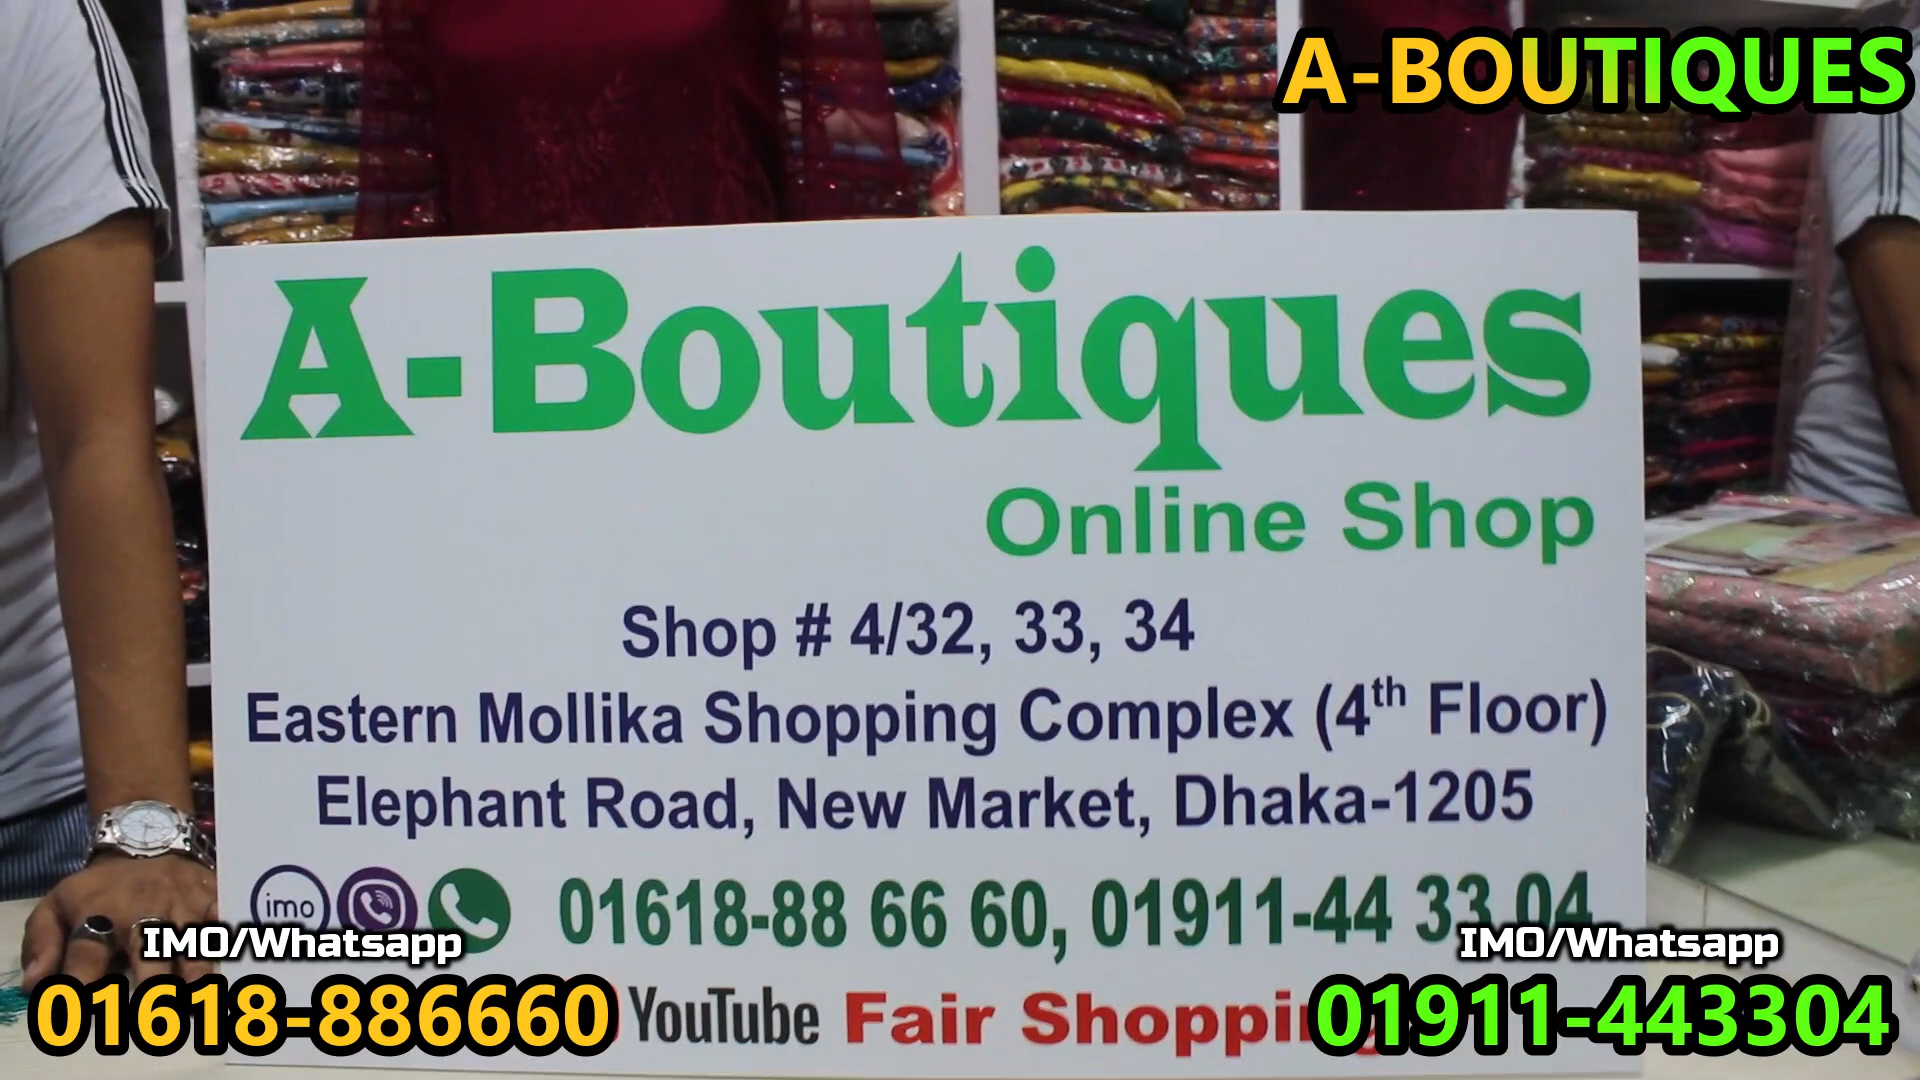 A-BOUTIQUES
A-Boutiques
Online Shop
Shop # 4/32, 33, 34
Eastern Mollika Shopping Complex (4th Floor)
Elephant Road, New Market, Dhaka-1205
imo 01618-88 66 60, 01911-44 33 04
IMO/Whatsapp
01618-886660
YouTube Fair Shopping
IMO/Whatsapp
01911-443304